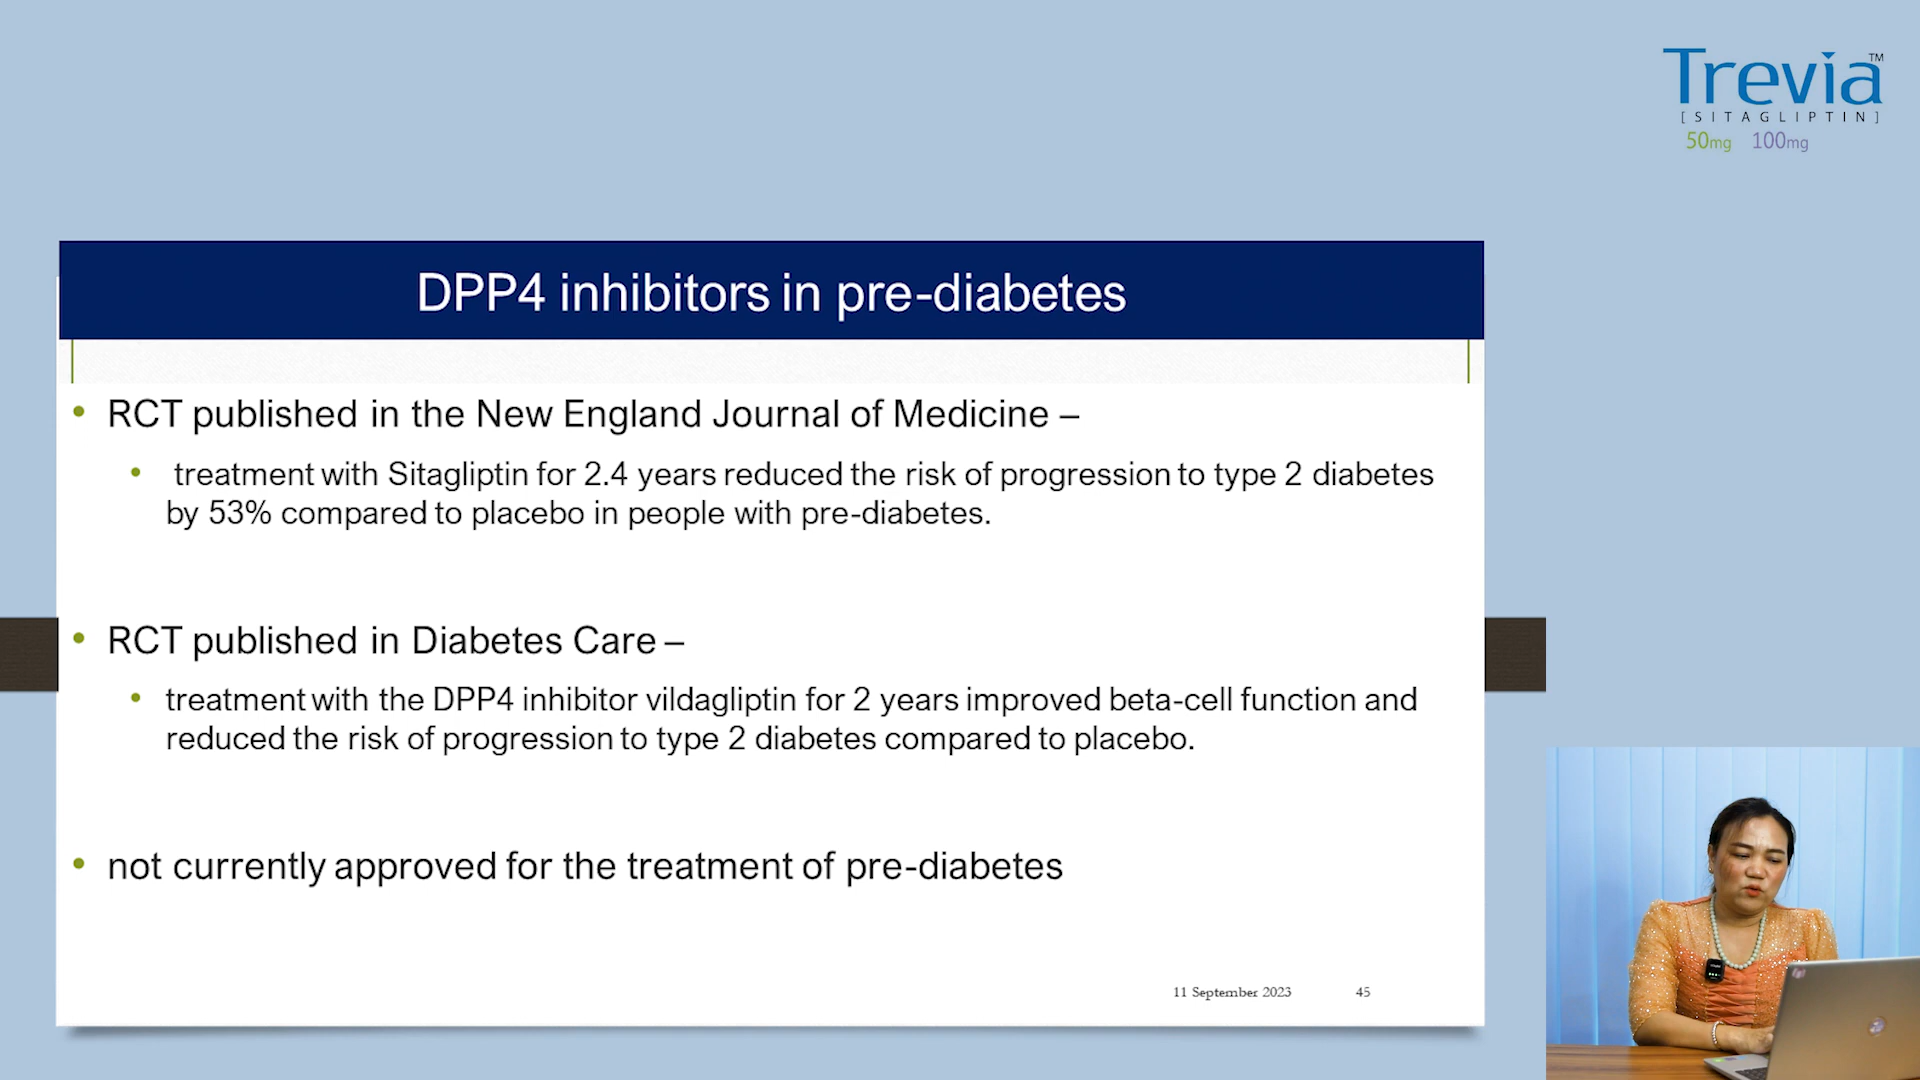 Trevia™
[SITAGLIPTIN]
50mg 100mg
DPP4 inhibitors in pre-diabetes
• RCT published in the New England Journal of Medicine –
• treatment with Sitagliptin for 2.4 years reduced the risk of progression to type 2 diabetes
by 53% compared to placebo in people with pre-diabetes.
• RCT published in Diabetes Care –
• treatment with the DPP4 inhibitor vildagliptin for 2 years improved beta-cell function and
reduced the risk of progression to type 2 diabetes compared to placebo.
• not currently approved for the treatment of pre-diabetes
11 September 2023 45